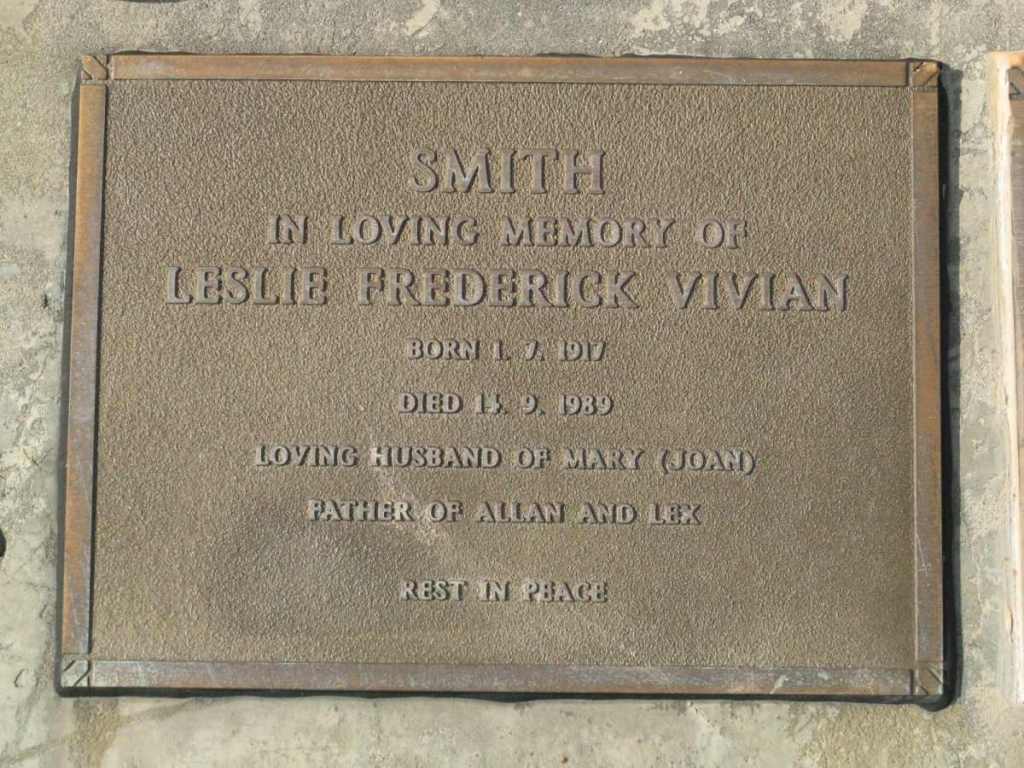 SMITH
IN LOVING MEMORY OF
LESLIE FREDERICK VIVIAN
BORN 1. 7. 1917
DIED 9. 1989
LOVING HUSBAND OF MARY (JOAN)
FATHER OF ALLAN AND LEX
REST IN PEACE